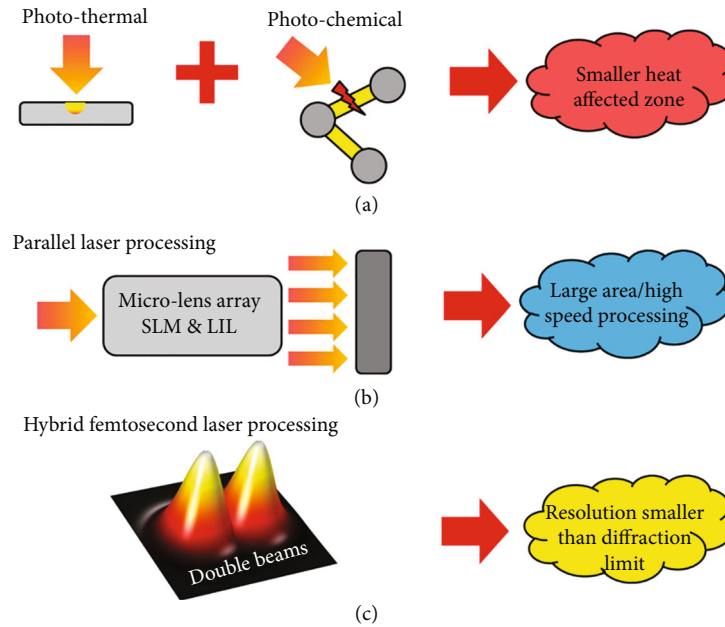 Photo-thermal
Photo-chemical
Smaller heat
affected zone
(a)
Parallel laser processing
Micro-lens array
SLM & LIL
Large area/high
speed processing
(b)
Hybrid femtosecond laser processing
Double beams
Resolution smaller
than diffraction
limit
(c)